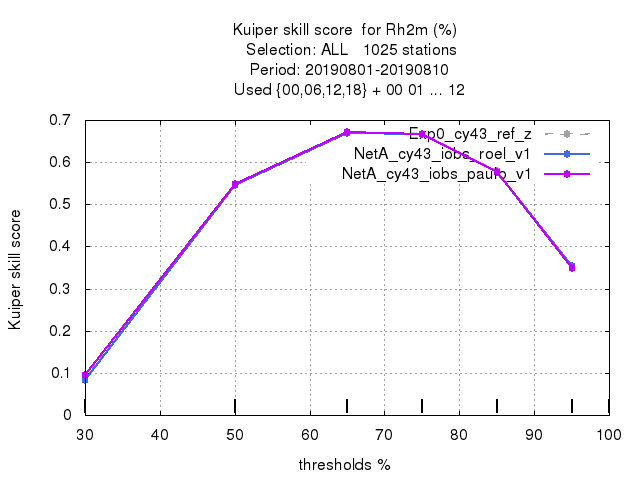 Kuiper skill score  for Rh2m (%)
Selection: ALL   1025 stations
Period: 20190801-20190810
Used {00,06,12,18} + 00 01 ... 12
Exp0_cy43_ref_z
NetA_cy43_iobs_roel_v1
NetA_cy43_iobs_paulo_v1
Kuiper skill score
0.7
0.6
0.5
0.4
0.3
0.2
0.1
0
30 40 50 60 70 80 90 100
thresholds %